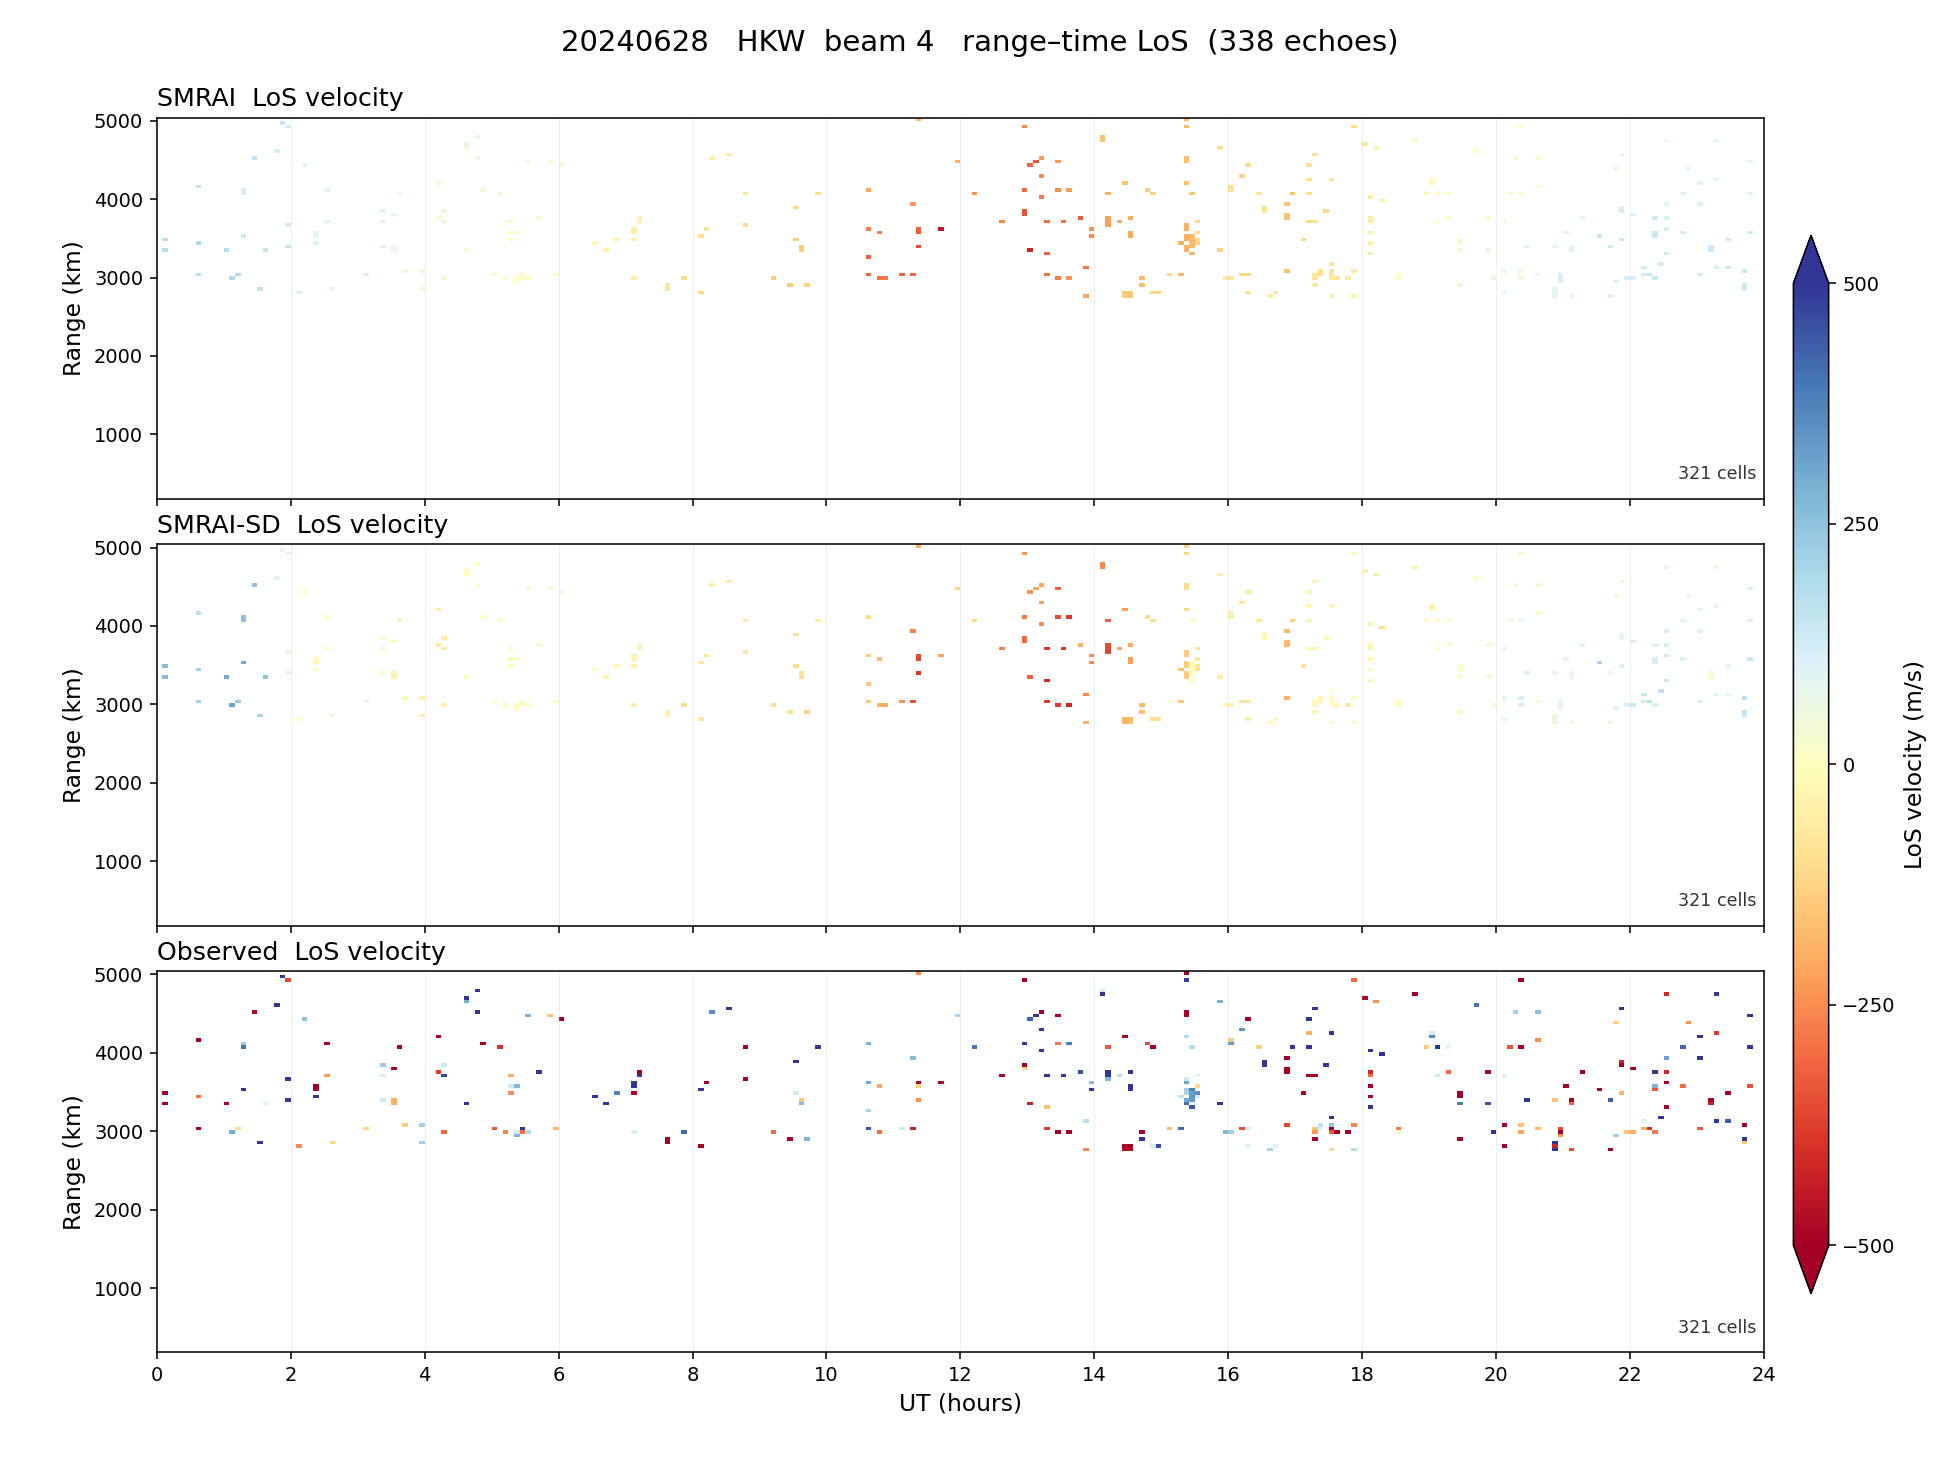 20240628   HKW  beam 4   range–time LoS  (338 echoes)
SMRAI  LoS velocity
5000
4000
3000
2000
1000
Range (km)
321 cells
SMRAI-SD  LoS velocity
5000
4000
3000
2000
1000
Range (km)
321 cells
Observed  LoS velocity
5000
4000
3000
2000
1000
Range (km)
321 cells
0 2 4 6 8 10 12 14 16 18 20 22 24
UT (hours)
500
250
0
−250
−500
LoS velocity (m/s)